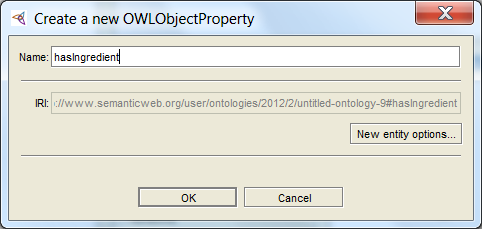 Create a new OWLObjectProperty
Name: hasIngredient
IRI: ://www.semanticweb.org/user/ontologies/2012/2/untitled-ontology-9#hasIngredient
New entity options...
OK
Cancel